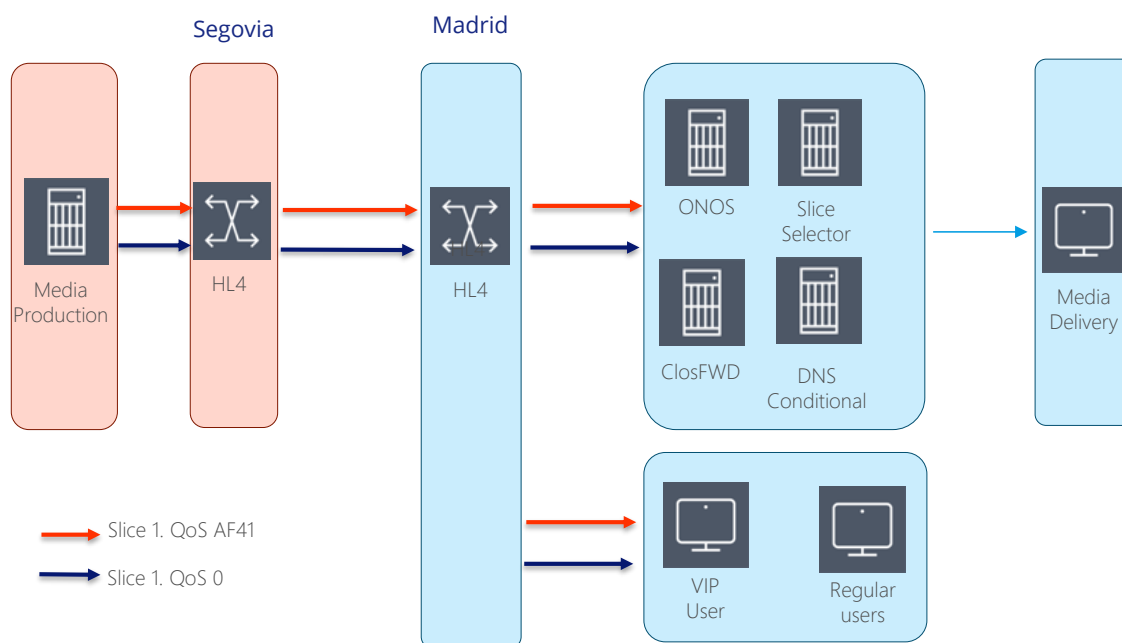 Segovia
Madrid
Media
Production
HL4
HL4
ONOS
Slice
Selector
ClosFWD
DNS
Conditional
Media
Delivery
Slice 1. QoS AF41
Slice 1. QoS 0
VIP
User
Regular
users